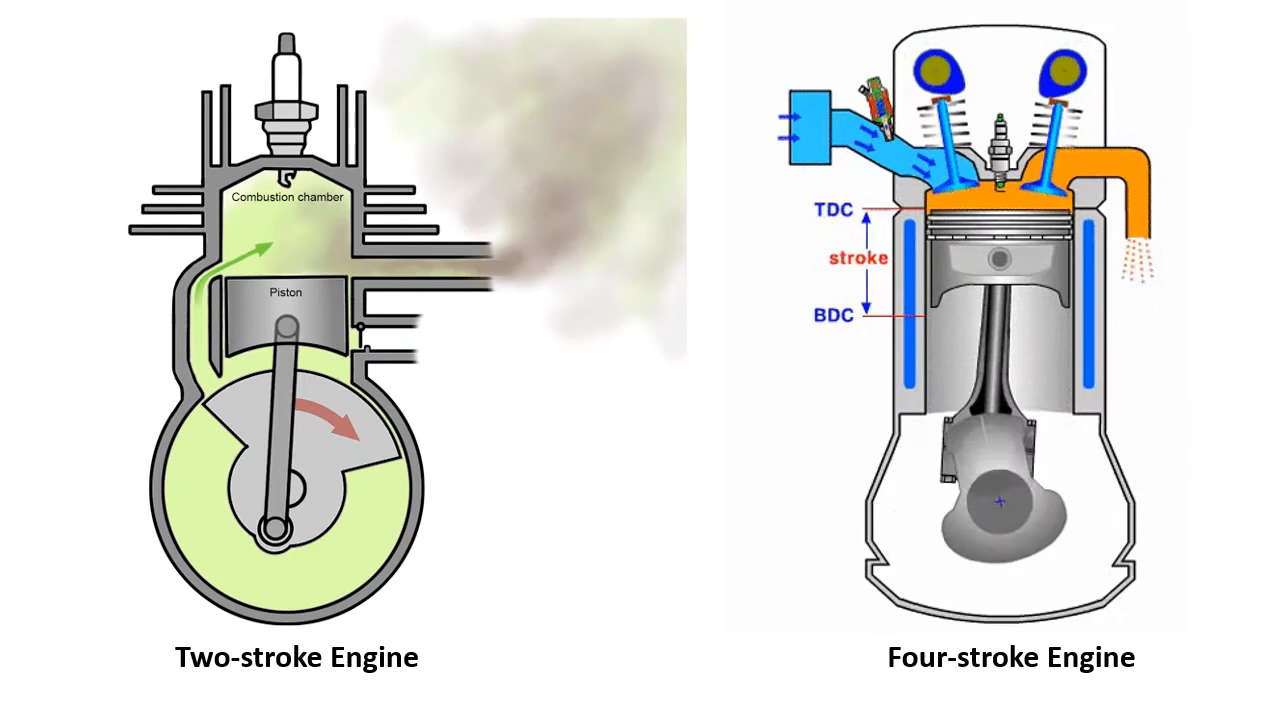 Combustion chamber
Piston
Two-stroke Engine
TDC
stroke
BDC
Four-stroke Engine